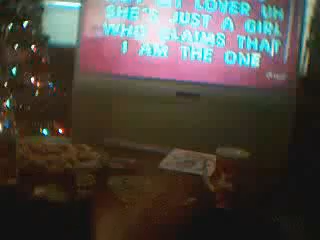 LOVER UH
SHE'S JUST A GIRL
WHO CLAIMS THAT
I AM THE ONE